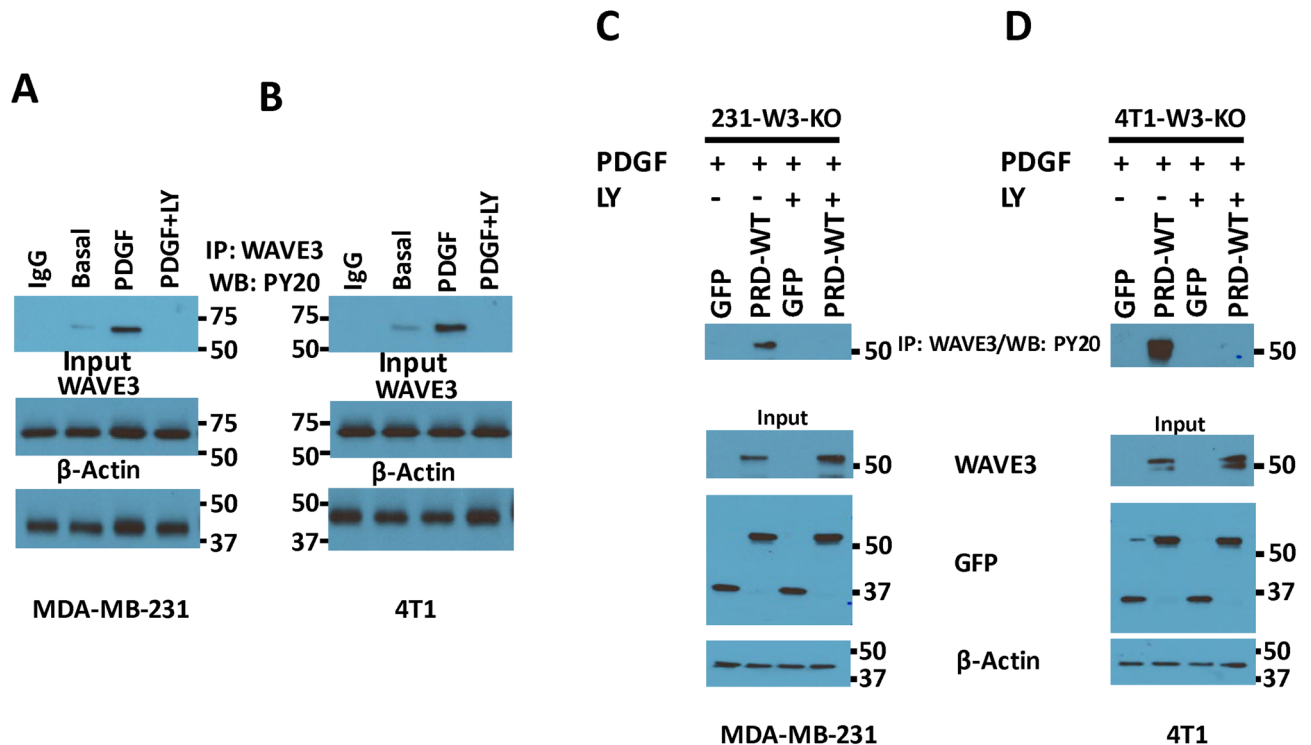 A
IgG
Basal
PDGF
PDGF+LY
IP: WAVE3
WB: PY20
75
50
Input
WAVE3
75
50
β-Actin
50
37
MDA-MB-231
B
IgG
Basal
PDGF
PDGF+LY
75
50
Input
WAVE3
75
50
β-Actin
50
37
4T1
C
231-W3-KO
PDGF + + + +
LY - - + +
GFP
PRD-WT
GFP
PRD-WT
50
IP: WAVE3/WB: PY20
Input
50
WAVE3
50
37
GFP
50
37
β-Actin
MDA-MB-231
D
4T1-W3-KO
PDGF + - + +
LY - - + +
GFP
PRD-WT
GFP
PRD-WT
50
Input
50
50
37
50
37
4T1